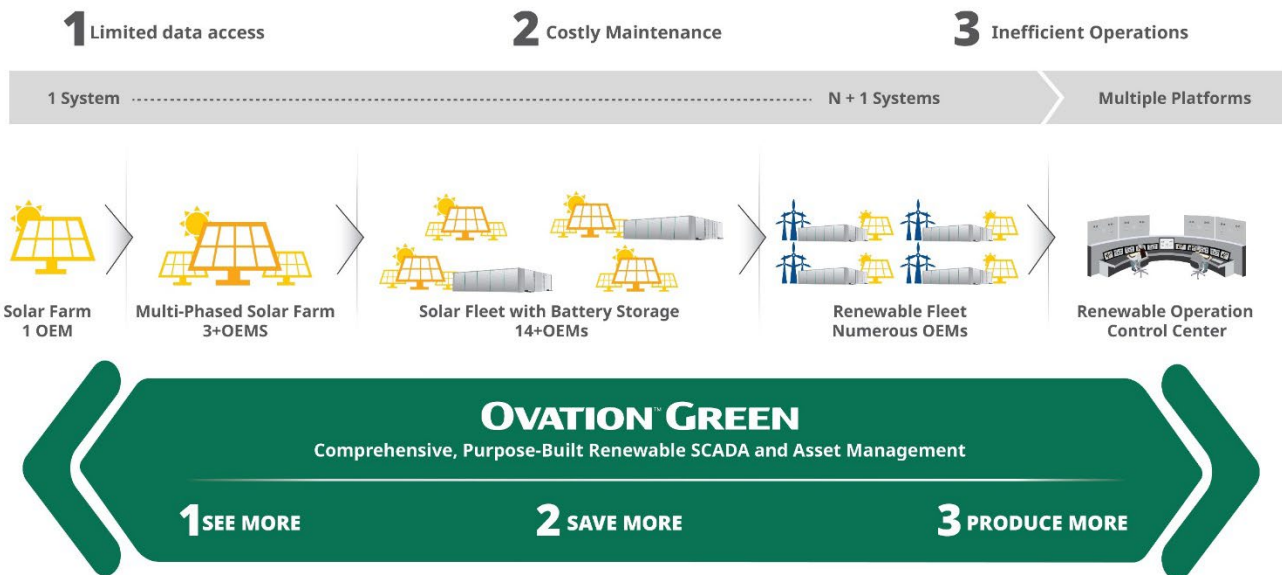 1 Limited data access
2 Costly Maintenance
3 Inefficient Operations
1 System
N + 1 Systems
Multiple Platforms
Solar Farm
1 OEM
Multi-Phased Solar Farm
3+OEMS
Solar Fleet with Battery Storage
14+OEMs
Renewable Fleet
Numerous OEMs
Renewable Operation
Control Center
OVATION™ GREEN
Comprehensive, Purpose-Built Renewable SCADA and Asset Management
1 SEE MORE
2 SAVE MORE
3 PRODUCE MORE